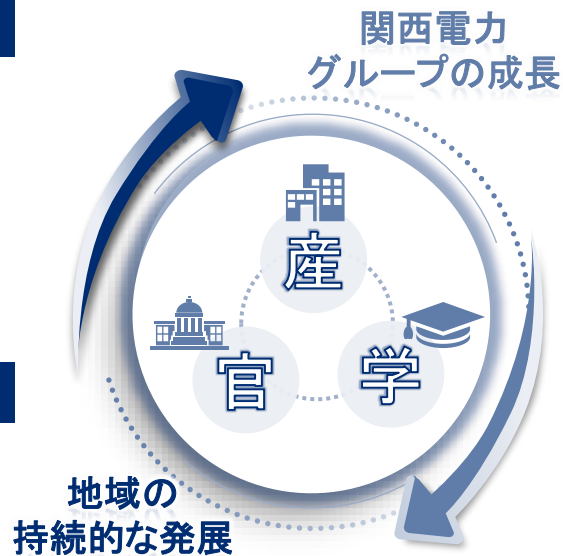 関西電力
グループの成長
産
官
学
地域の
持続的な発展